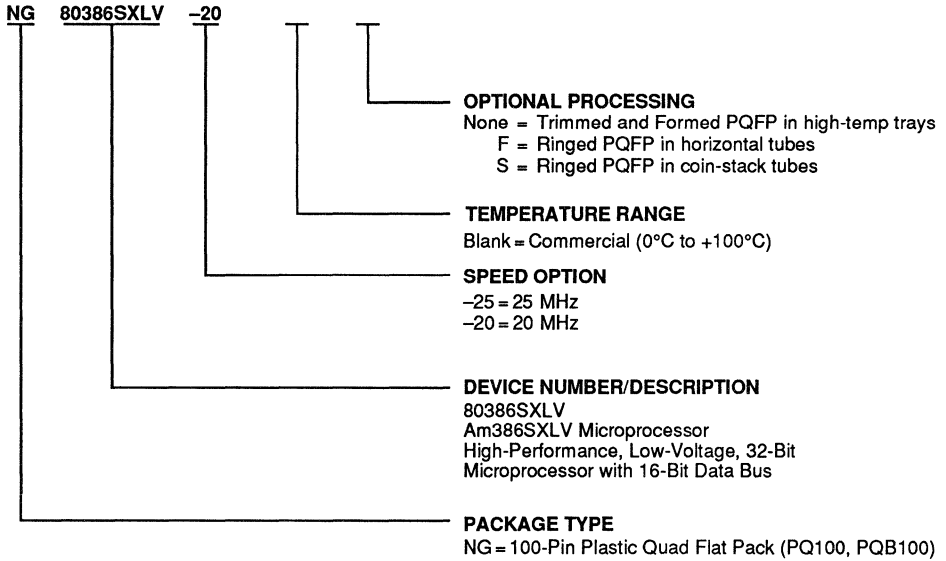 NG 80386SXLV –20
OPTIONAL PROCESSING
None = Trimmed and Formed PQFP in high-temp trays
F = Ringed PQFP in horizontal tubes
S = Ringed PQFP in coin-stack tubes
TEMPERATURE RANGE
Blank = Commercial (0°C to +100°C)
SPEED OPTION
–25 = 25 MHz
–20 = 20 MHz
DEVICE NUMBER/DESCRIPTION
80386SXLV
Am386SXLV Microprocessor
High-Performance, Low-Voltage, 32-Bit
Microprocessor with 16-Bit Data Bus
PACKAGE TYPE
NG = 100-Pin Plastic Quad Flat Pack (PQ100, PQB100)